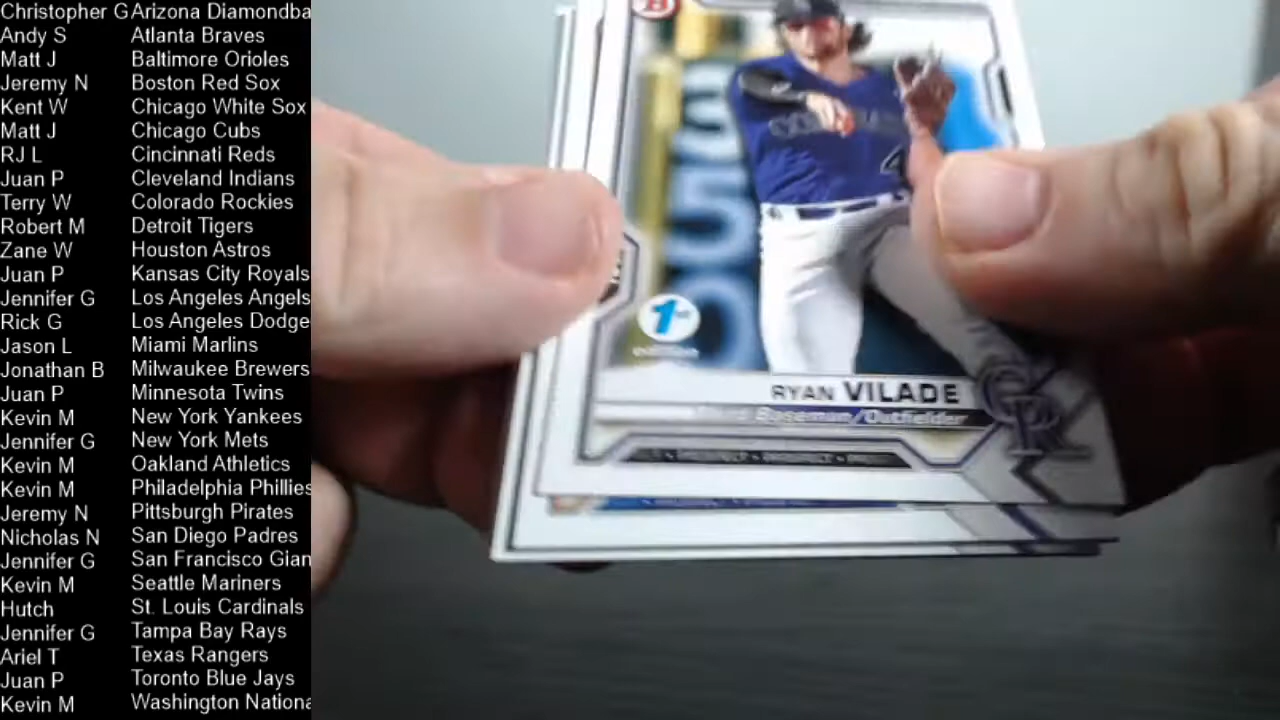 Christopher G Arizona Diamondba
Andy S Atlanta Braves
Matt J Baltimore Orioles
Jeremy N Boston Red Sox
Kent W Chicago White Sox
Matt J Chicago Cubs
RJ L Cincinnati Reds
Juan P Cleveland Indians
Terry W Colorado Rockies
Robert M Detroit Tigers
Zane W Houston Astros
Juan P Kansas City Royals
Jennifer G Los Angeles Angels
Rick G Los Angeles Dodge
Jason L Miami Marlins
Jonathan B Milwaukee Brewers
Juan P Minnesota Twins
Kevin M New York Yankees
Jennifer G New York Mets
Kevin M Oakland Athletics
Kevin M Philadelphia Phillies
Jeremy N Pittsburgh Pirates
Nicholas N San Diego Padres
Jennifer G San Francisco Gian
Kevin M Seattle Mariners
Hutch St. Louis Cardinals
Jennifer G Tampa Bay Rays
Ariel T Texas Rangers
Juan P Toronto Blue Jays
Kevin M Washington Nationa
B
1st
edition
RYAN VILADE
Baseman/Outfielder
CR